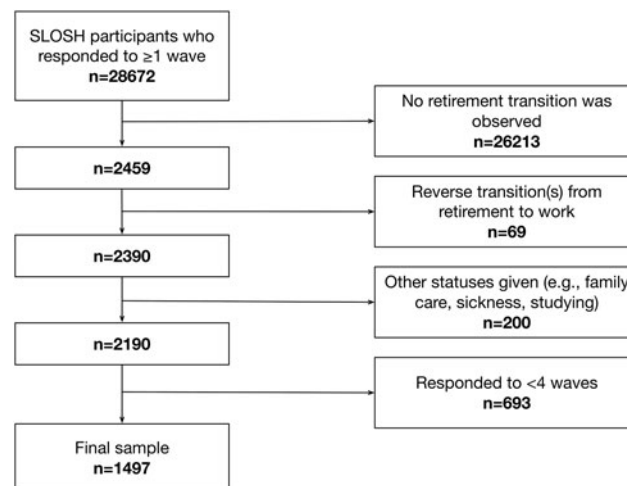 SLOSH participants who
responded to ≥1 wave
n=28672
No retirement transition was
observed
n=26213
n=2459
Reverse transition(s) from
retirement to work
n=69
n=2390
Other statuses given (e.g., family
care, sickness, studying)
n=200
n=2190
Responded to <4 waves
n=693
Final sample
n=1497